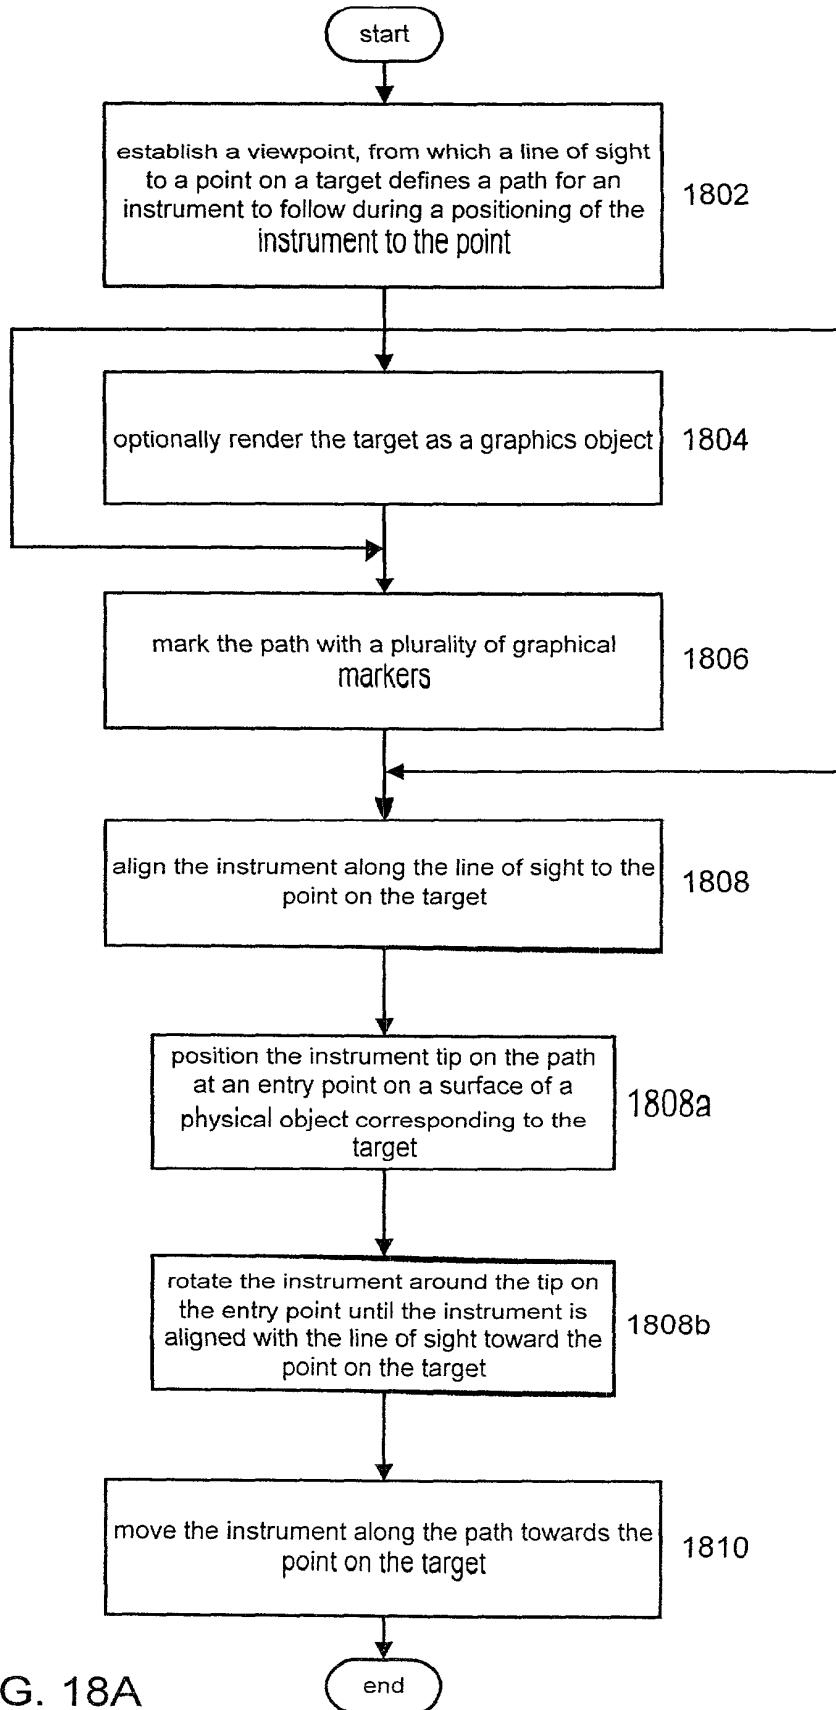 start
establish a viewpoint, from which a line of sight
to a point on a target defines a path for an
instrument to follow during a positioning of the
instrument to the point
1802
optionally render the target as a graphics object
1804
mark the path with a plurality of graphical
markers
1806
align the instrument along the line of sight to the
point on the target
1808
position the instrument tip on the path
at an entry point on a surface of a
physical object corresponding to the
target
1808a
rotate the instrument around the tip on
the entry point until the instrument is
aligned with the line of sight toward the
point on the target
1808b
move the instrument along the path towards the
point on the target
1810
end
G. 18A